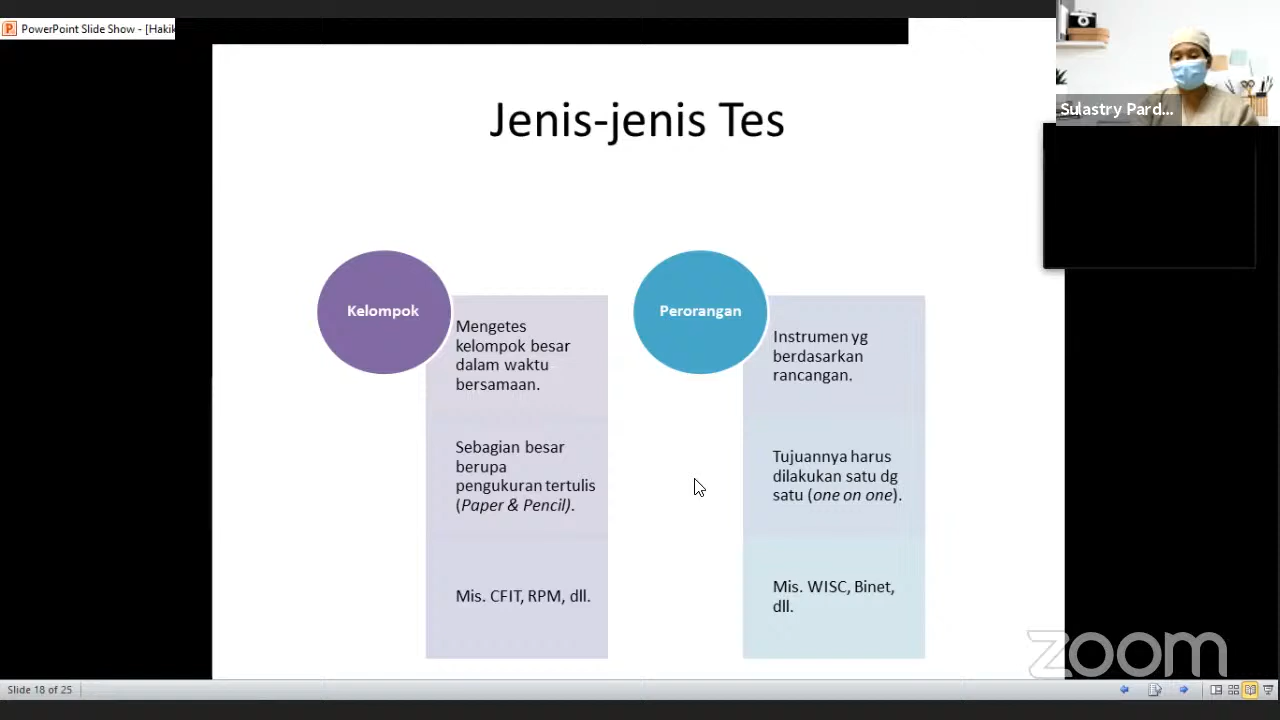 PowerPoint Slide Show - [Hakik
Sulastry Pard...
Jenis-jenis Tes
Kelompok
Mengetes
kelompok besar
dalam waktu
bersamaan.
Sebagian besar
berupa
pengukuran tertulis
(Paper & Pencil).
Mis. CFIT, RPM, dll.
Perorangan
Instrumen yg
berdasarkan
rancangan.
Tujuannya harus
dilakukan satu dg
satu (one on one).
Mis. WISC, Binet,
dll.
zoom
Slide 18 of 25